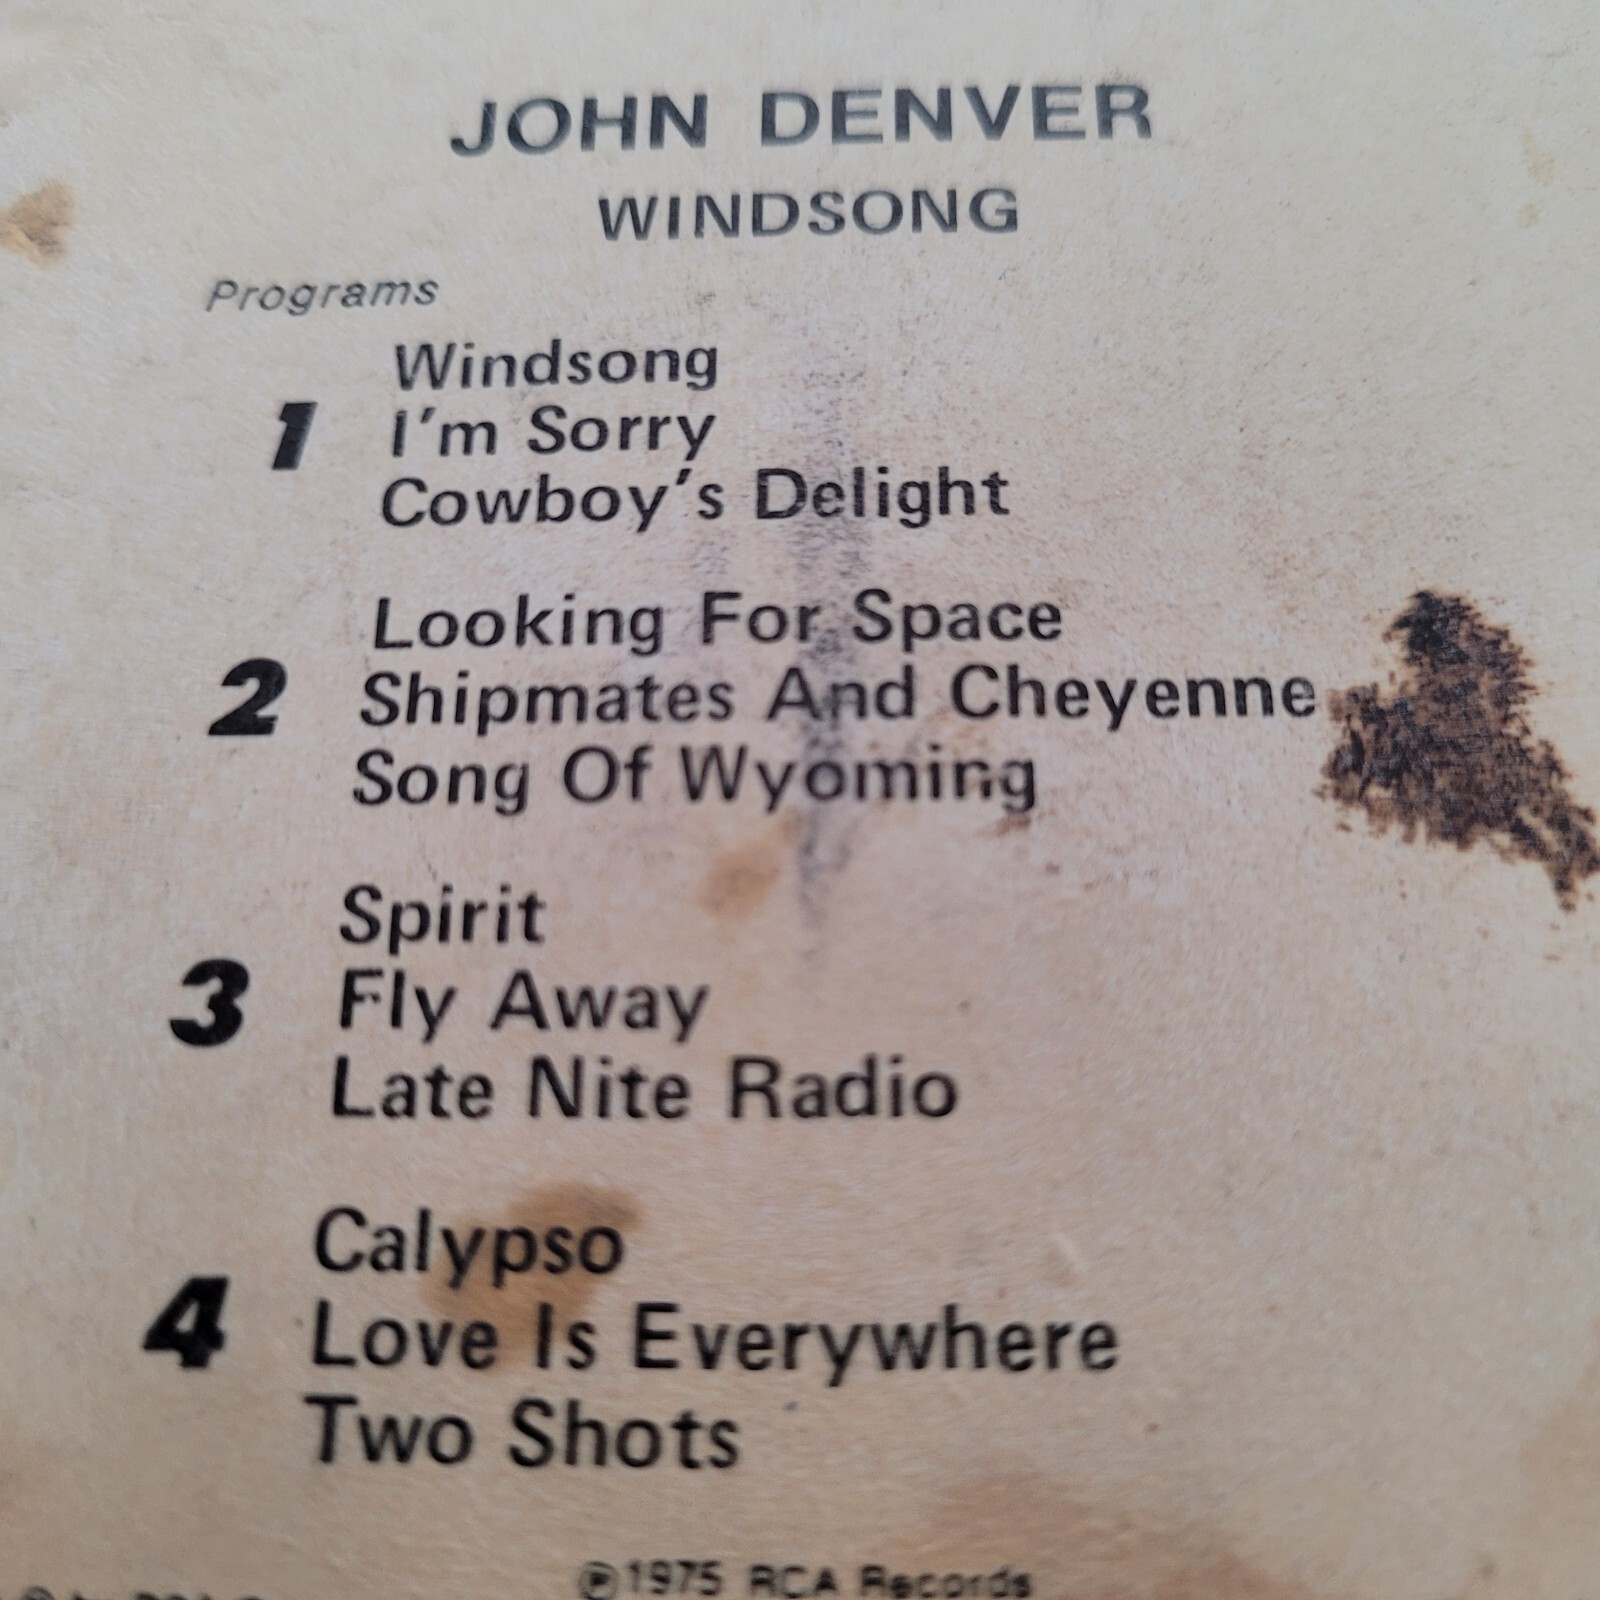 JOHN DENVER
WINDSONG
Programs
1
Windsong
I'm Sorry
Cowboy's Delight
2
Looking For Space
Shipmates And Cheyenne
Song Of Wyoming
3
Spirit
Fly Away
Late Nite Radio
4
Calypso
Love Is Everywhere
Two Shots
℗1975 RCA Records